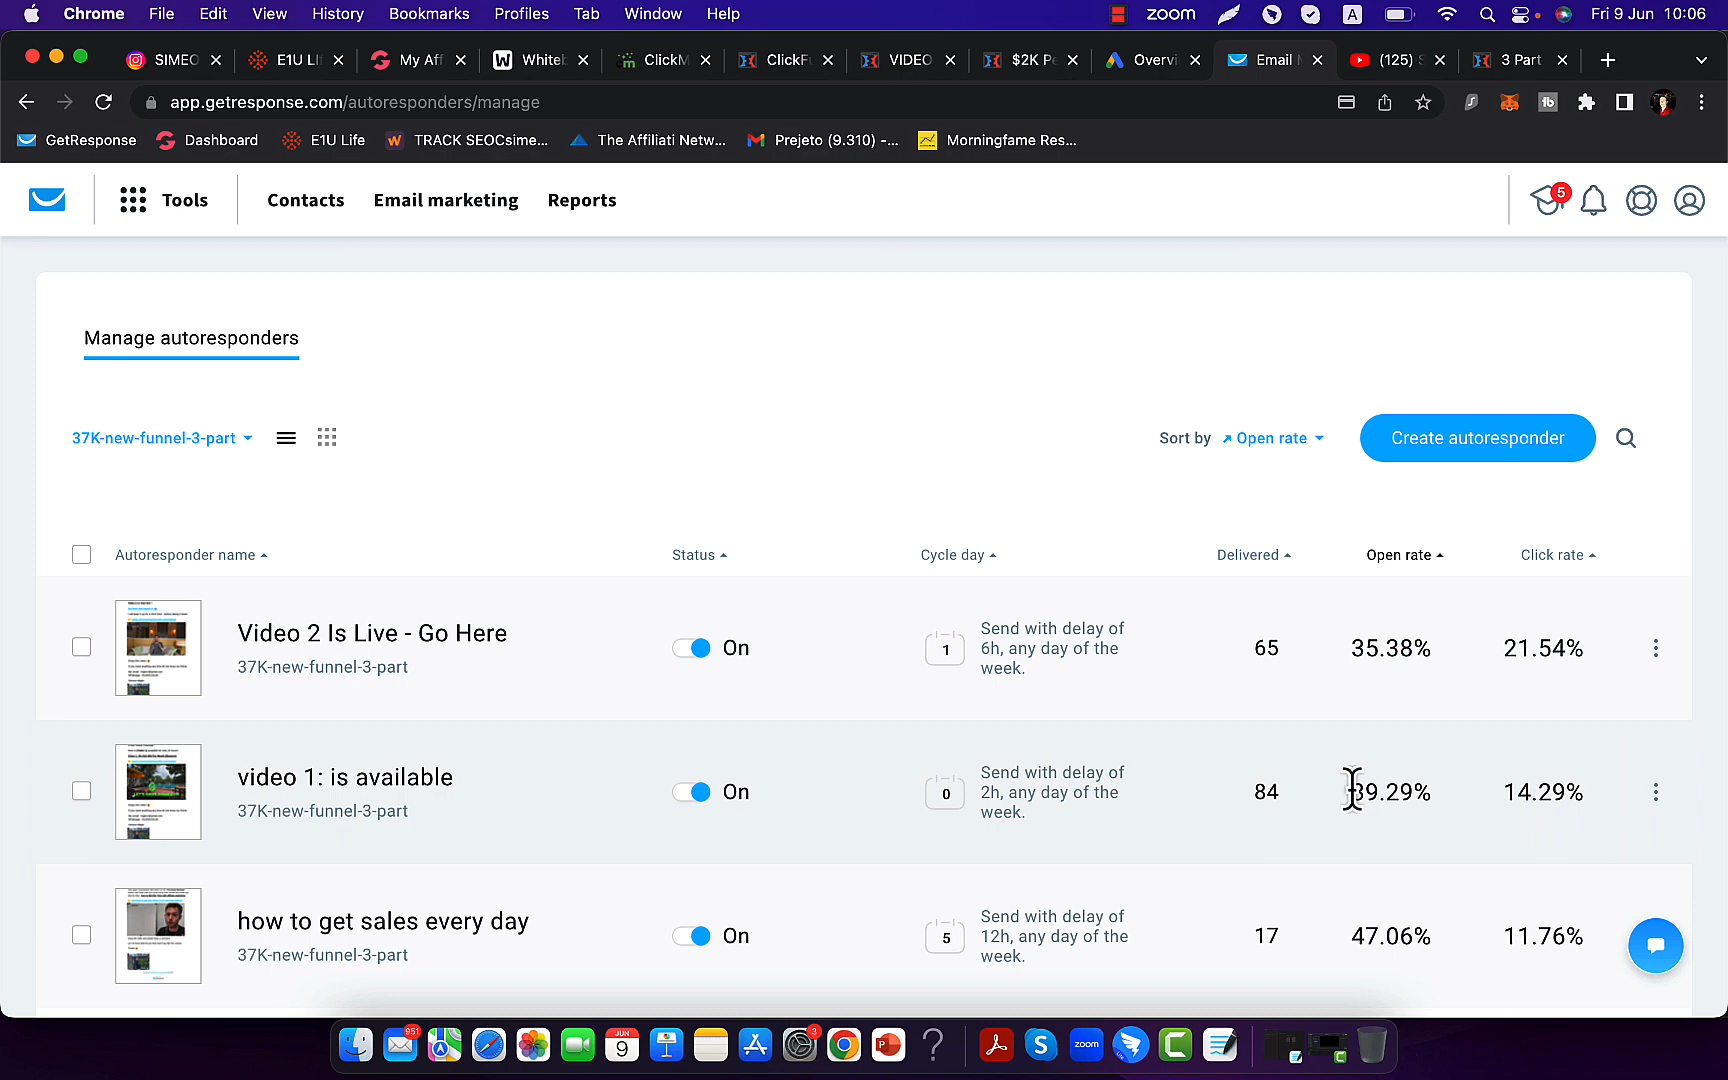 Chrome File Edit View History Bookmarks Profiles Tab Window Help zoom A Fri 9 Jun 10:06
SIMEO E1U LI My Aff W Whiteb ClickM ClickFu VIDEO $2K Pe Overvi Email M (125) S 3 Part
app.getresponse.com/autoresponders/manage tb
GetResponse Dashboard E1U Life W TRACK SEOCsime... The Affiliati Netw... Prejeto (9.310) –... Morningfame Res...
Tools Contacts Email marketing Reports 5
Manage autoresponders
37K-new-funnel-3-part Sort by Open rate Create autoresponder
Autoresponder name Status Cycle day Delivered Open rate Click rate
Video 2 Is Live - Go Here
37K-new-funnel-3-part
On
1
Send with delay of
6h, any day of the
week.
65 35.38% 21.54%
video 1: is available
37K-new-funnel-3-part
On
0
Send with delay of
2h, any day of the
week.
84 39.29% 14.29%
how to get sales every day
37K-new-funnel-3-part
On
5
Send with delay of
12h, any day of the
week.
17 47.06% 11.76%
951 JUN 9 3 ? S zoom